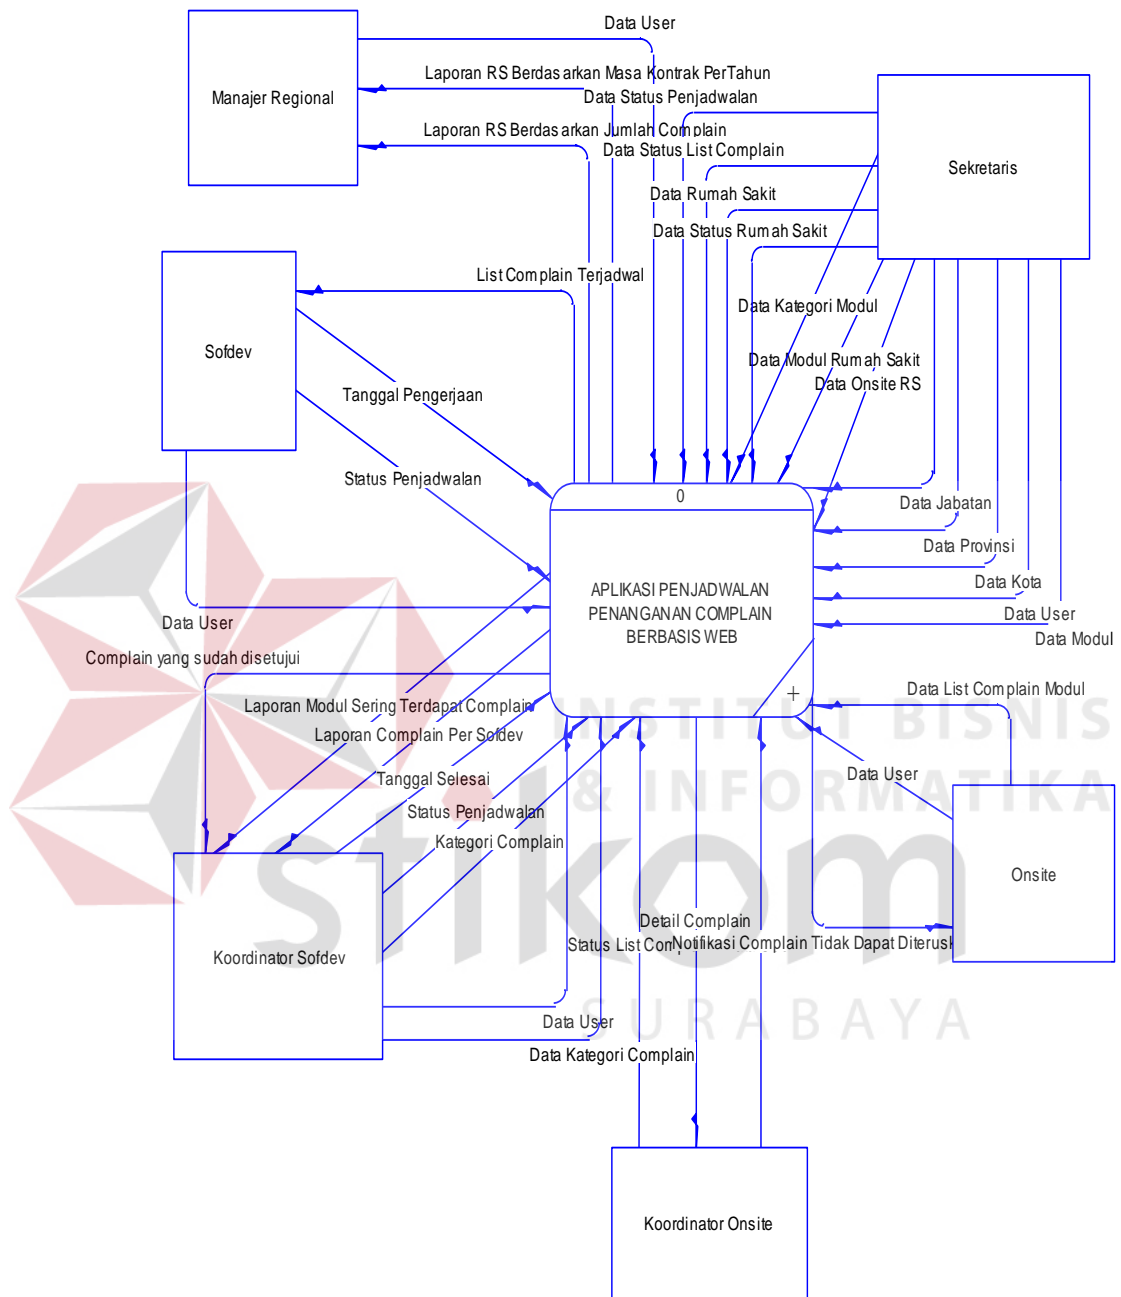 Data User
Laporan RS Berdasarkan Masa Kontrak PerTahun
Manajer Regional
Data Status Penjadwalan
Laporan RS Berdasarkan Jumlah Complain
Data Status List Complain
Sekretaris
Data Rumah Sakit
Data Status Rumah Sakit
List Complain Terjadwal
Data Kategori Modul
Sofdev
Data Modul Rumah Sakit
Data Onsite RS
Tanggal Pengerjaan
Status Penjadwalan
0
Data Jabatan
Data Provinsi
APLIKASI PENJADWALAN
PENANGANAN COMPLAIN
BERBASIS WEB
Data Kota
Data User
Data User
Data Modul
Complain yang sudah disetujui
Data List Complain Modul
+
Laporan Modul Sering Terdapat Complain
Laporan Complain Per Sofdev
INSTITUT BISNIS
& INFORMATIKA
Tanggal Selesai
Data User
Status Penjadwalan
Kategori Complain
stikom
Onsite
Detail Complain
Status List Com
Notifikasi Complain Tidak Dapat Diterusk
Koordinator Sofdev
SURABAYA
Data User
Data Kategori Complain
Koordinator Onsite